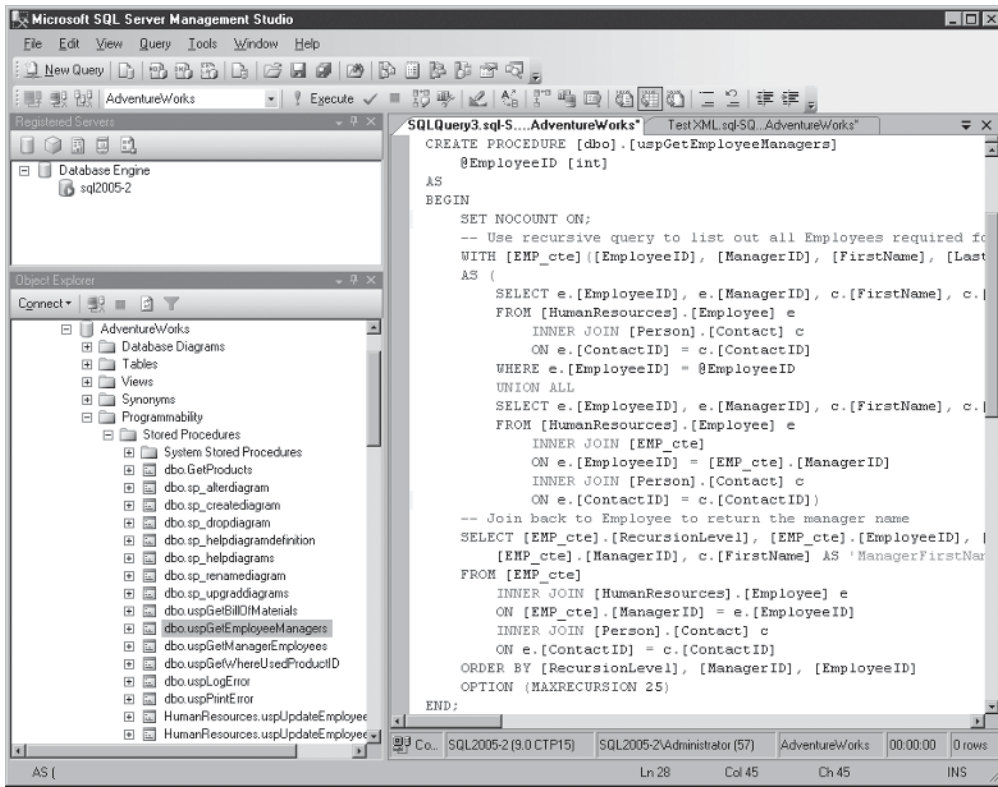 Microsoft SQL Server Management Studio
File Edit View Query Tools Window Help
New Query
AdventureWorks Execute
Registered Servers
Database Engine
sql2005-2
Object Explorer
Connect
AdventureWorks
Database Diagrams
Tables
Views
Synonyms
Programmability
Stored Procedures
System Stored Procedures
dbo.GetProducts
dbo.sp_alterdiagram
dbo.sp_creatediagram
dbo.sp_dropdiagram
dbo.sp_helpdiagramdefinition
dbo.sp_helpdiagrams
dbo.sp_renamediagram
dbo.sp_upgraddiagrams
dbo.uspGetBillOfMaterials
dbo.uspGetEmployeeManagers
dbo.uspGetManagerEmployees
dbo.uspGetWhereUsedProductID
dbo.uspLogError
dbo.uspPrintError
HumanResources.uspUpdateEmployee
HumanResources.uspUpdateEmployee
SQLQuery3.sql-S....AdventureWorks* TestXML.sql-SQ...AdventureWorks*
CREATE PROCEDURE [dbo].[uspGetEmployeeManagers]
@EmployeeID [int]
AS
BEGIN
SET NOCOUNT ON;
-- Use recursive query to list out all Employees required fo
WITH [EMP_cte]([EmployeeID], [ManagerID], [FirstName], [Last
AS (
SELECT e.[EmployeeID], e.[ManagerID], c.[FirstName], c.[
FROM [HumanResources].[Employee] e
INNER JOIN [Person].[Contact] c
ON e.[ContactID] = c.[ContactID]
WHERE e.[EmployeeID] = @EmployeeID
UNION ALL
SELECT e.[EmployeeID], e.[ManagerID], c.[FirstName], c.[
FROM [HumanResources].[Employee] e
INNER JOIN [EMP_cte]
ON e.[EmployeeID] = [EMP_cte].[ManagerID]
INNER JOIN [Person].[Contact] c
ON e.[ContactID] = c.[ContactID])
-- Join back to Employee to return the manager name
SELECT [EMP_cte].[RecursionLevel], [EMP_cte].[EmployeeID], [
[EMP_cte].[ManagerID], c.[FirstName] AS 'ManagerFirstNam
FROM [EMP_cte]
INNER JOIN [HumanResources].[Employee] e
ON [EMP_cte].[ManagerID] = e.[EmployeeID]
INNER JOIN [Person].[Contact] c
ON e.[ContactID] = c.[ContactID]
ORDER BY [RecursionLevel], [ManagerID], [EmployeeID]
OPTION (MAXRECURSION 25)
END;
Co... SQL2005-2 (9.0 CTP15) SQL2005-2\Administrator (57) AdventureWorks 00:00:00 0 rows
AS ( Ln 28 Col 45 Ch 45 INS